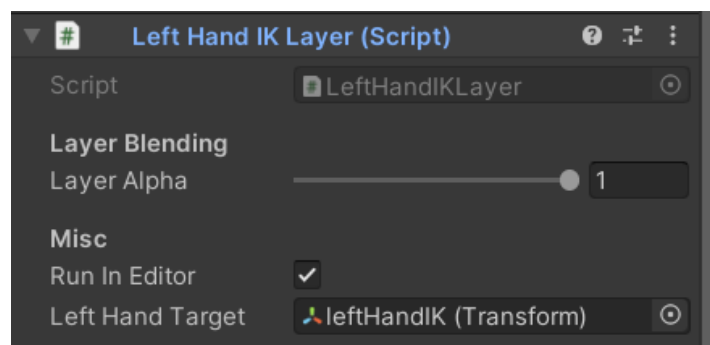 Left Hand IK Layer (Script)
Script LeftHandIKLayer
Layer Blending
Layer Alpha 1
Misc
Run In Editor
Left Hand Target leftHandIK (Transform)